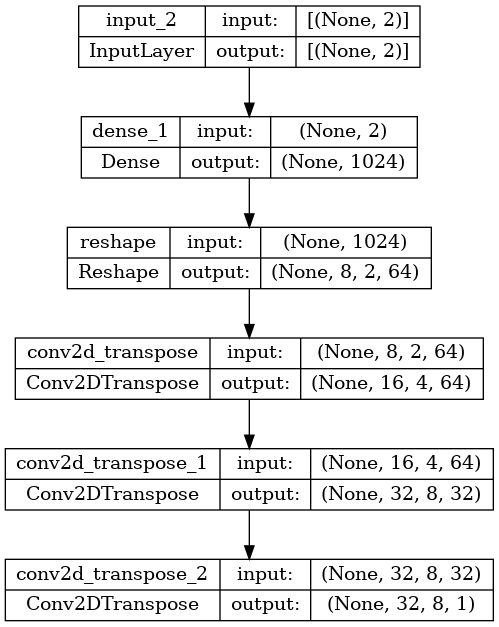 input_2 input: [(None, 2)]
InputLayer output: [(None, 2)]
dense_1 input: (None, 2)
Dense output: (None, 1024)
reshape input: (None, 1024)
Reshape output: (None, 8, 2, 64)
conv2d_transpose input: (None, 8, 2, 64)
Conv2DTranspose output: (None, 16, 4, 64)
conv2d_transpose_1 input: (None, 16, 4, 64)
Conv2DTranspose output: (None, 32, 8, 32)
conv2d_transpose_2 input: (None, 32, 8, 32)
Conv2DTranspose output: (None, 32, 8, 1)